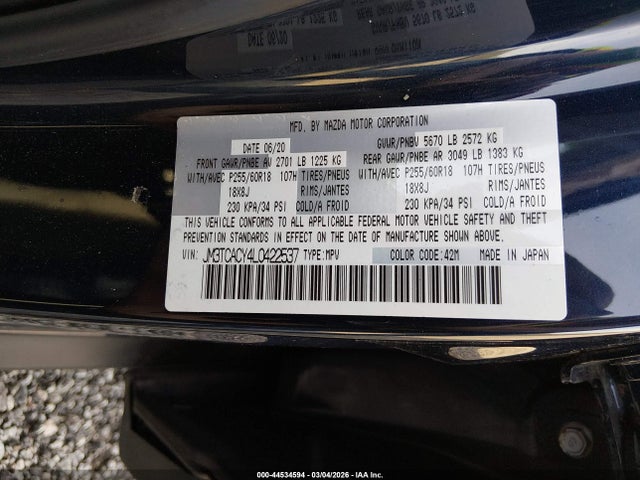 MFD. BY MAZDA MOTOR CORPORATION
DATE 06/20
GVWR/PNBV 5670 LB 2572 KG
FRONT GAWR/PNBE AV 2701 LB 1225 KG
REAR GAWR/PNBE AR 3049 LB 1383 KG
WITH/AVEC P255/60R18 107H TIRES/PNEUS
WITH/AVEC P255/60R18 107H TIRES/PNEUS
18X8J RIMS/JANTES
18X8J RIMS/JANTES
230 KPA/34 PSI COLD/A FROID
230 KPA/34 PSI COLD/A FROID
THIS VEHICLE CONFORMS TO ALL APPLICABLE FEDERAL MOTOR VEHICLE SAFETY AND THEFT
PREVENTION STANDARDS IN EFFECT ON THE DATE OF MANUFACTURE SHOWN ABOVE.
VIN: JM3TCACY4L0422537 TYPE:MPV COLOR CODE:42M MADE IN JAPAN
000-44534594 - 03/04/2026 - IAA Inc.